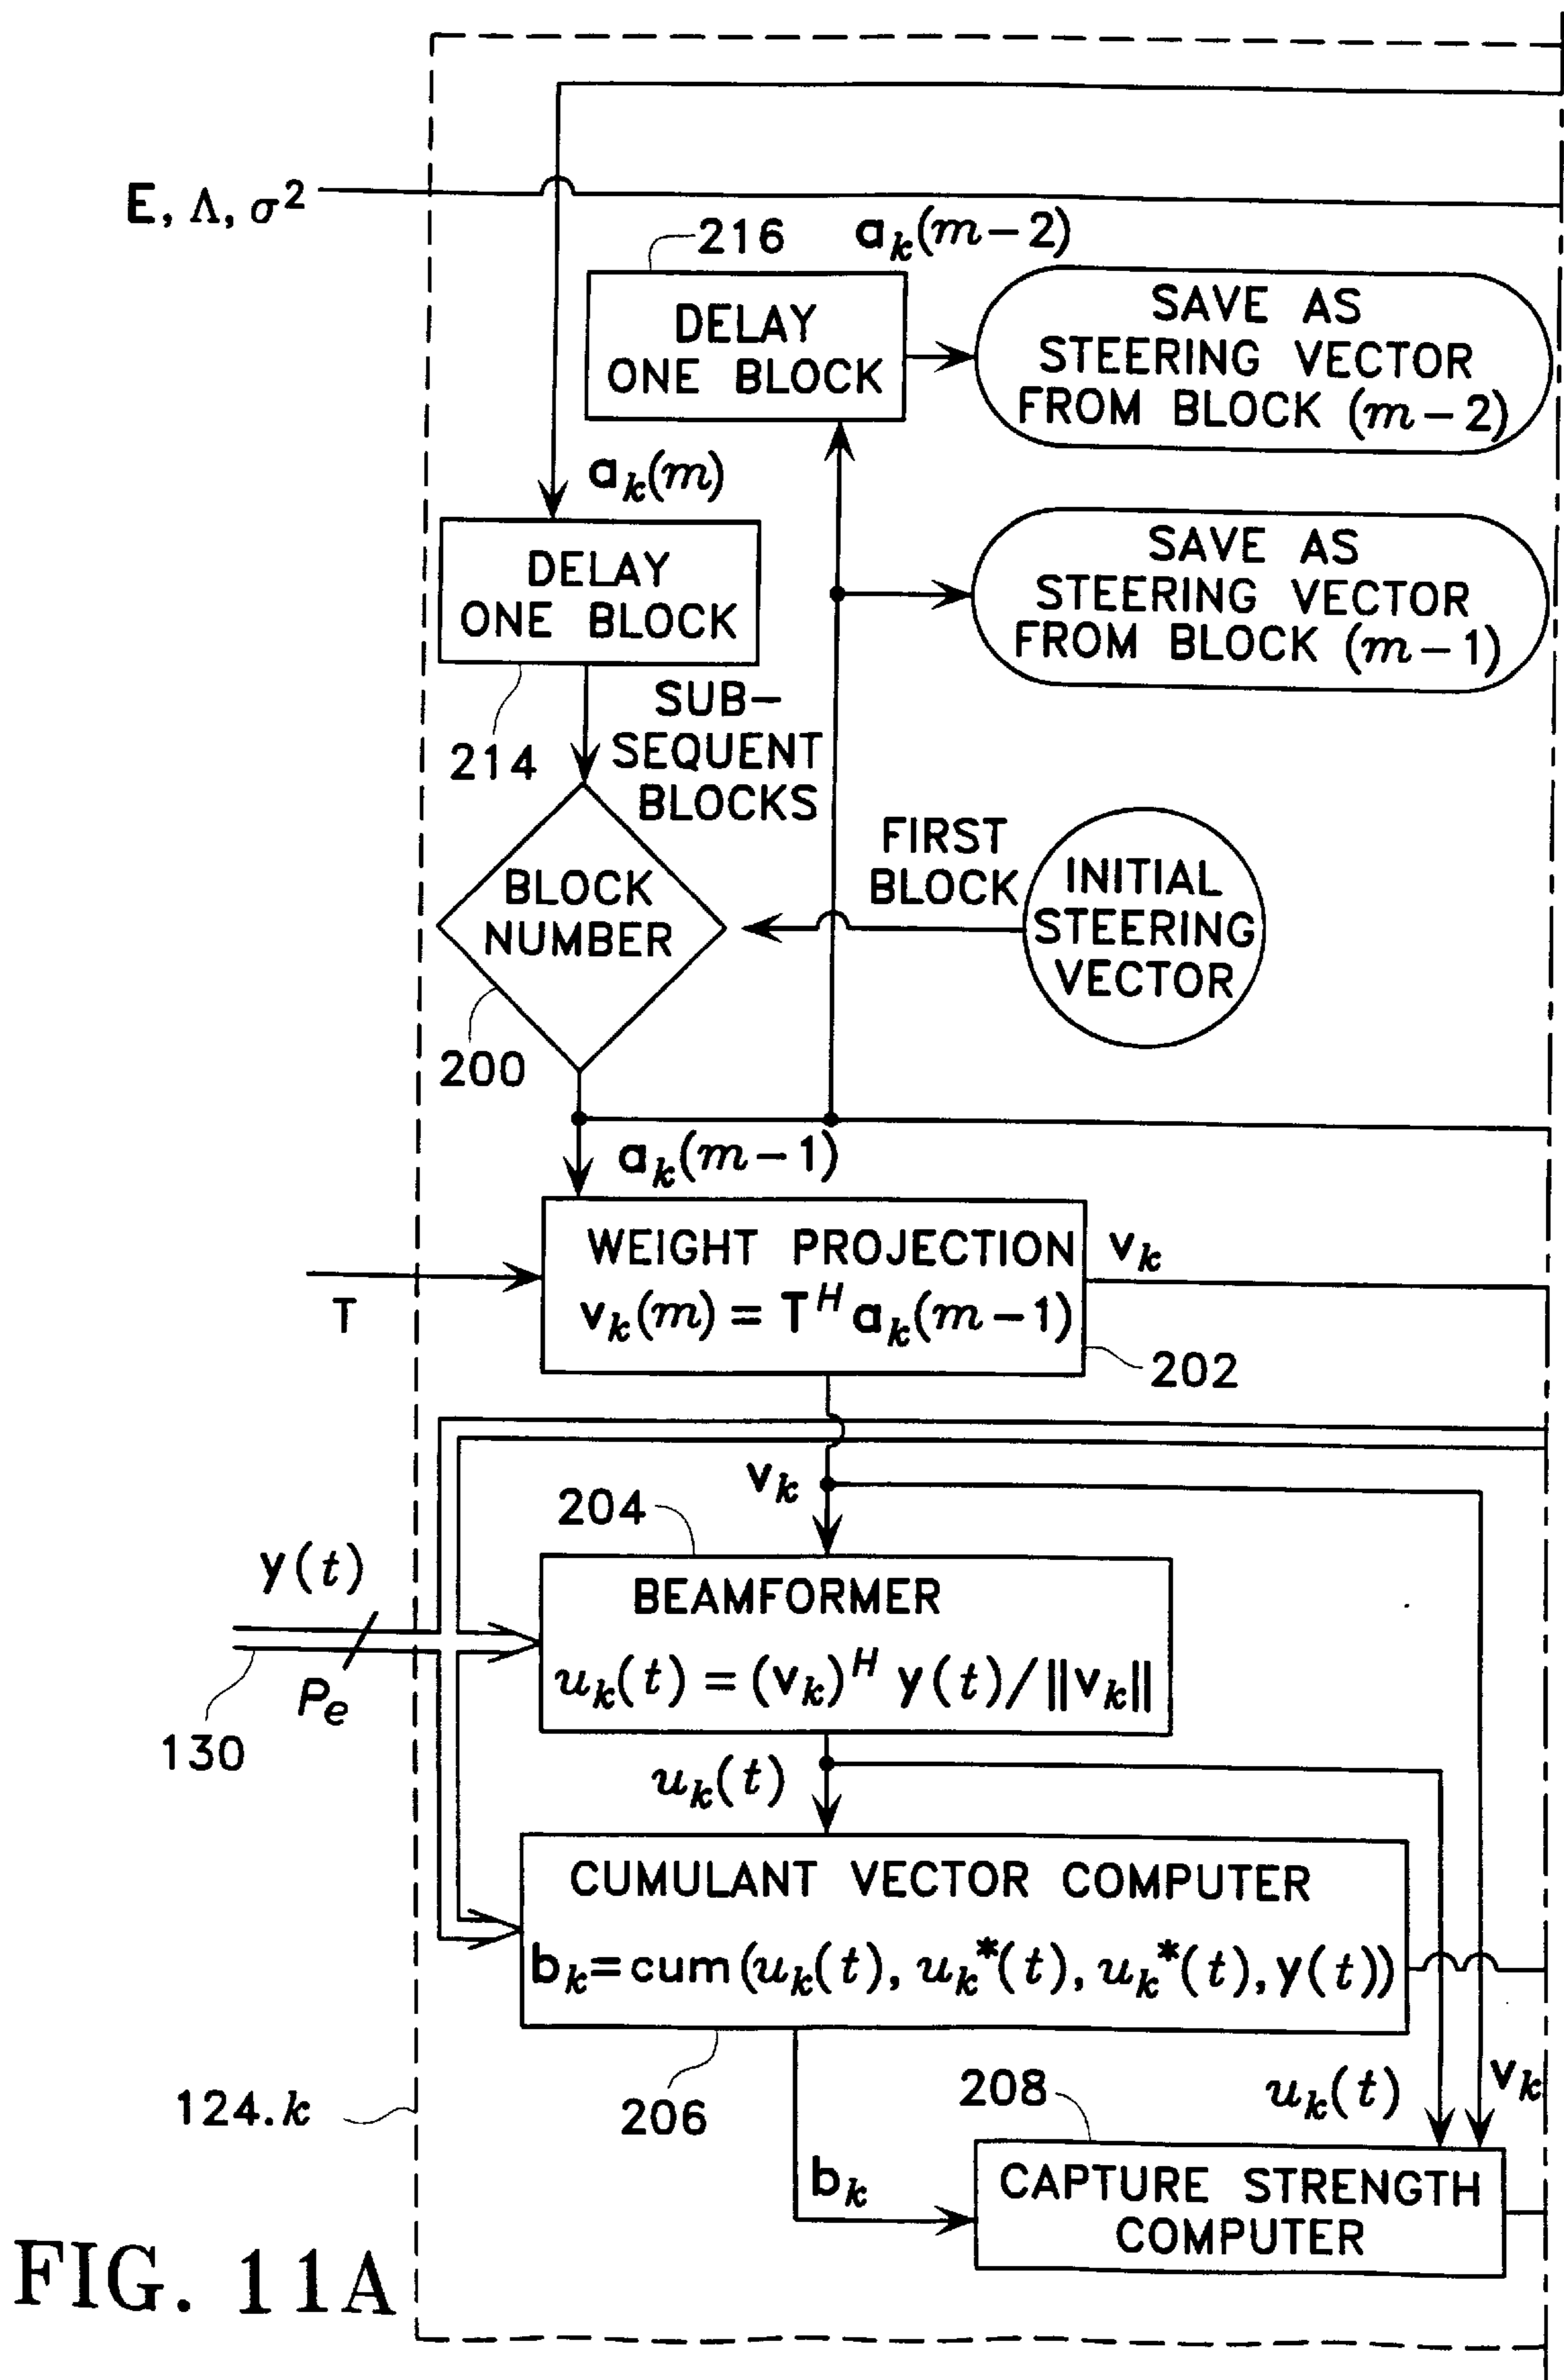 E, Λ, σ²
216
a_k(m−2)
DELAY
ONE BLOCK
SAVE AS
STEERING VECTOR
FROM BLOCK (m−2)
a_k(m)
DELAY
ONE BLOCK
SAVE AS
STEERING VECTOR
FROM BLOCK (m−1)
214
SUB-
SEQUENT
BLOCKS
BLOCK
NUMBER
FIRST
BLOCK
INITIAL
STEERING
VECTOR
200
a_k(m−1)
T
WEIGHT PROJECTION
v_k(m) = T^H a_k(m−1)
v_k
202
v_k
204
y(t)
P_e
130
BEAMFORMER
u_k(t) = (v_k)^H y(t)/||v_k||
u_k(t)
CUMULANT VECTOR COMPUTER
b_k=cum(u_k(t), u_k*(t), u_k*(t), y(t))
124.k
206
208
u_k(t)
v_k
b_k
CAPTURE STRENGTH
COMPUTER
FIG. 11A